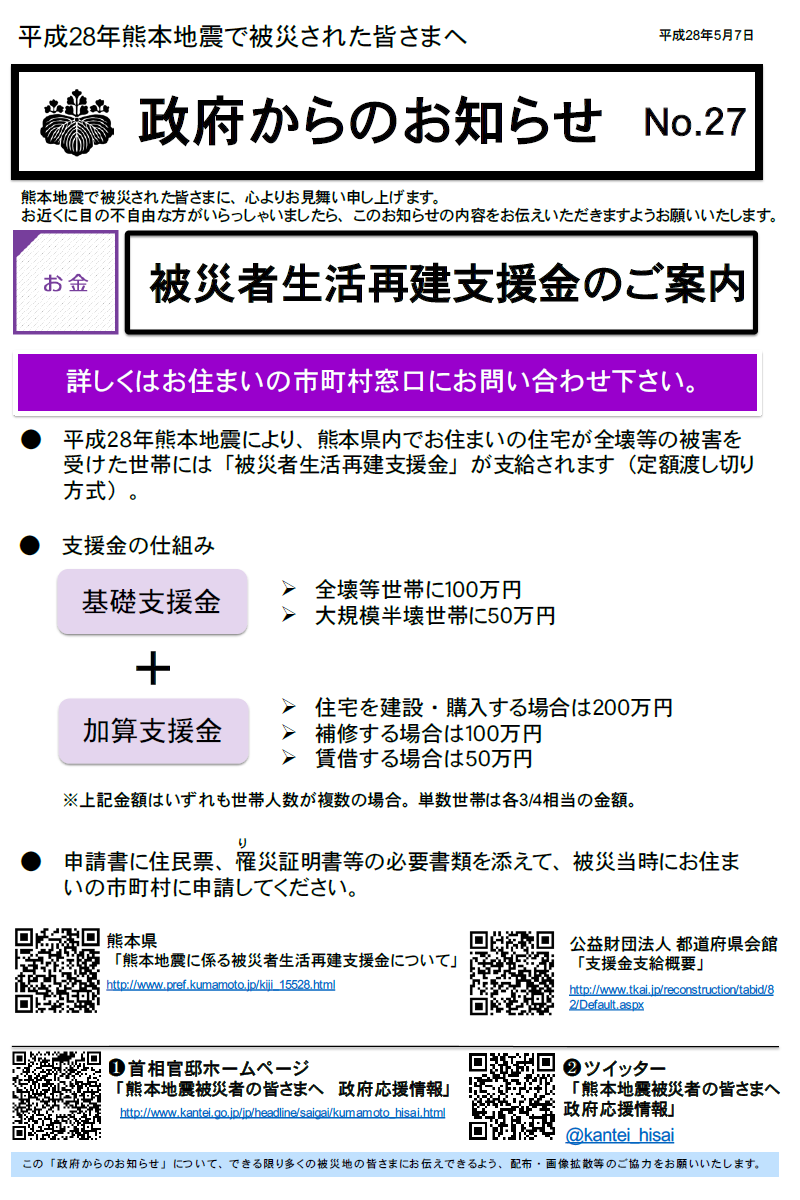 平成28年熊本地震で被災された皆さまへ
平成28年5月7日
政府からのお知らせ No.27
熊本地震で被災された皆さまに、心よりお見舞い申し上げます。
お近くに目の不自由な方がいらっしゃいましたら、このお知らせの内容をお伝えいただきますようお願いいたします。
お金
被災者生活再建支援金のご案内
詳しくはお住まいの市町村窓口にお問い合わせ下さい。
● 平成28年熊本地震により、熊本県内でお住まいの住宅が全壊等の被害を
受けた世帯には「被災者生活再建支援金」が支給されます（定額渡し切り
方式）。
● 支援金の仕組み
基礎支援金
➢ 全壊等世帯に100万円
➢ 大規模半壊世帯に50万円
＋
加算支援金
➢ 住宅を建設・購入する場合は200万円
➢ 補修する場合は100万円
➢ 賃借する場合は50万円
※上記金額はいずれも世帯人数が複数の場合。単数世帯は各3/4相当の金額。
り
● 申請書に住民票、罹災証明書等の必要書類を添えて、被災当時にお住ま
いの市町村に申請してください。
熊本県
「熊本地震に係る被災者生活再建支援金について」
http://www.pref.kumamoto.jp/kiji_15528.html
公益財団法人 都道府県会館
「支援金支給概要」
http://www.tkai.jp/reconstruction/tabid/8
2/Default.aspx
❶首相官邸ホームページ
「熊本地震被災者の皆さまへ 政府応援情報」
http://www.kantei.go.jp/jp/headline/saigai/kumamoto_hisai.html
❷ツイッター
「熊本地震被災者の皆さまへ
政府応援情報」
@kantei_hisai
この「政府からのお知らせ」について、できる限り多くの被災地の皆さまにお伝えできるよう、配布・画像拡散等のご協力をお願いいたします。